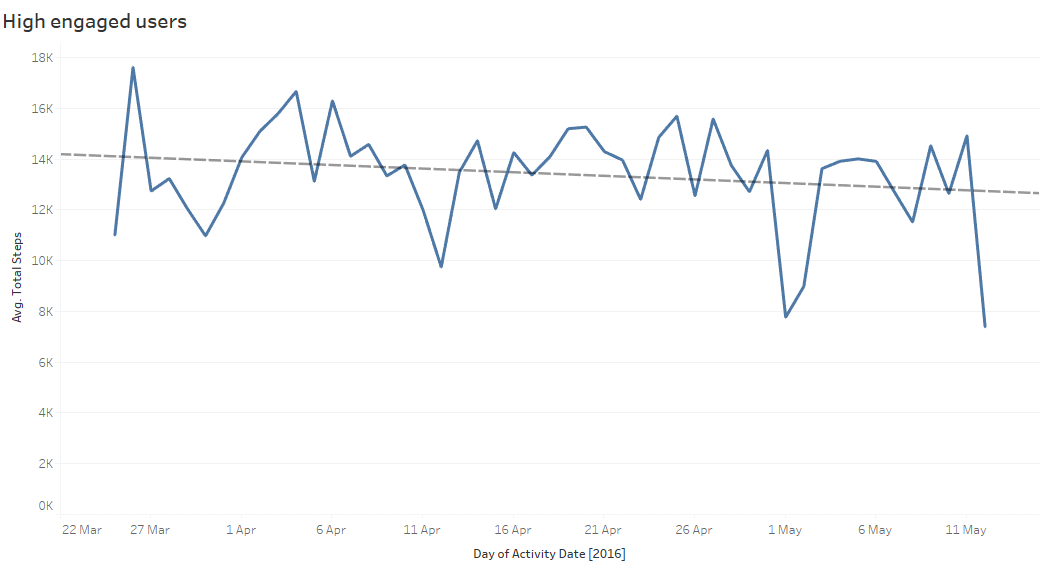 High engaged users
18K
16K
14K
12K
10K
8K
6K
4K
2K
0K
Avg. Total Steps
22 Mar 27 Mar 1 Apr 6 Apr 11 Apr 16 Apr 21 Apr 26 Apr 1 May 6 May 11 May
Day of Activity Date [2016]